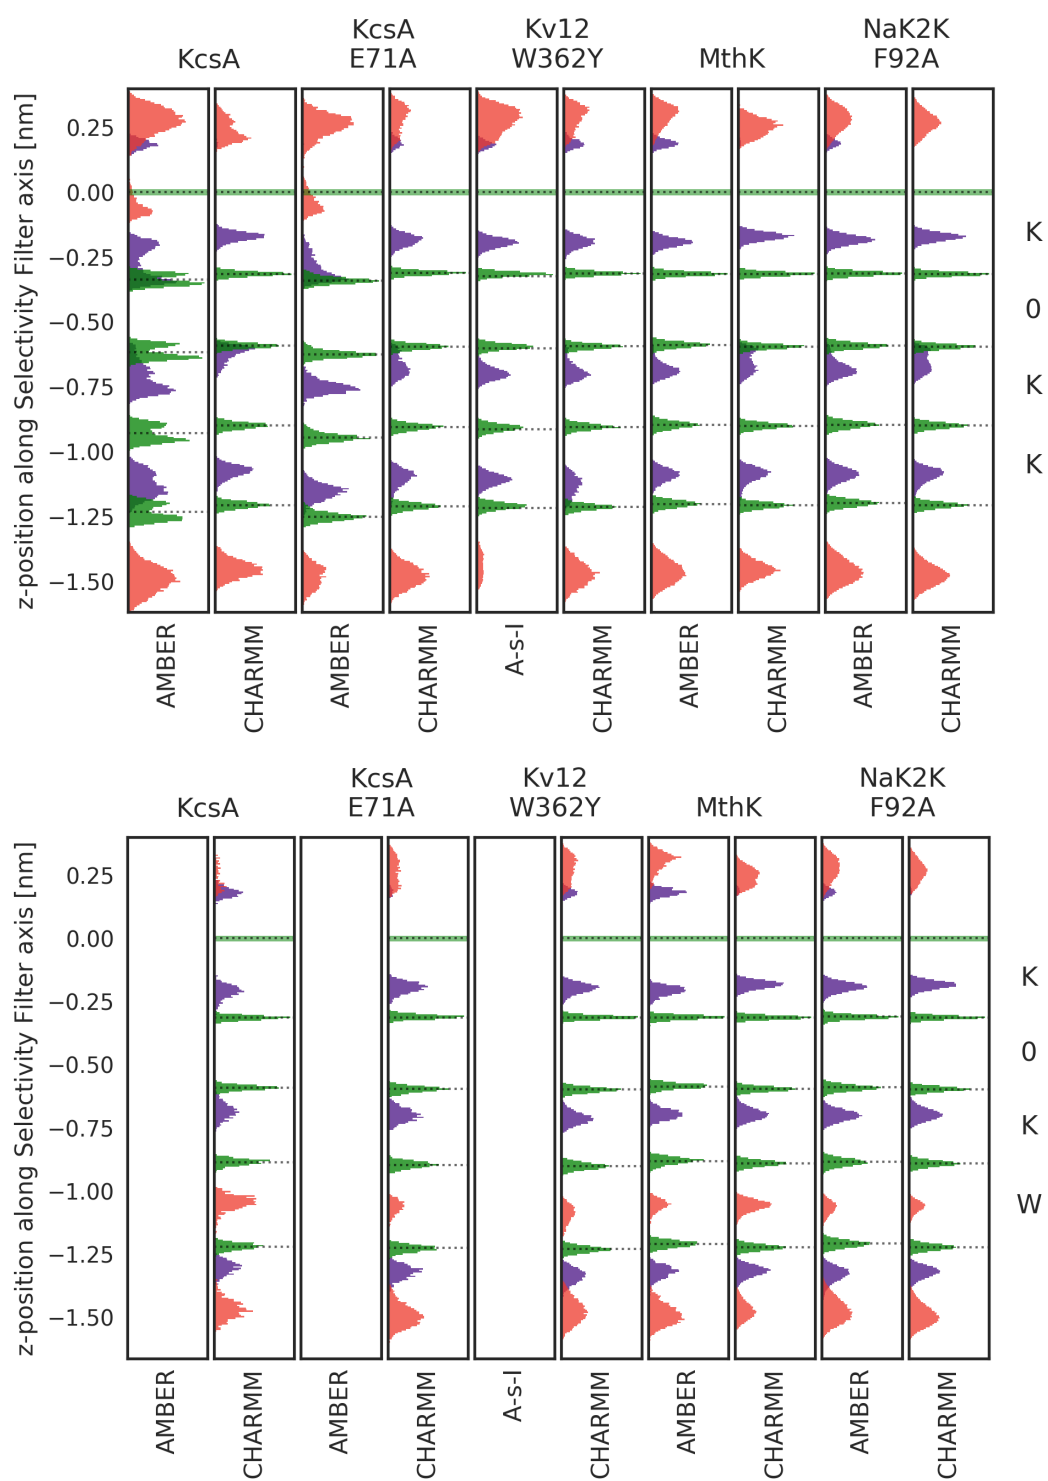 KcsA
KcsA
E71A
Kv12
W362Y
MthK
NaK2K
F92A
z-position along Selectivity Filter axis [nm]
0.25
0.00
−0.25
−0.50
−0.75
−1.00
−1.25
−1.50
K
0
K
K
AMBER
CHARMM
AMBER
CHARMM
A-s-I
CHARMM
AMBER
CHARMM
AMBER
CHARMM
KcsA
KcsA
E71A
Kv12
W362Y
MthK
NaK2K
F92A
z-position along Selectivity Filter axis [nm]
0.25
0.00
−0.25
−0.50
−0.75
−1.00
−1.25
−1.50
K
0
K
W
AMBER
CHARMM
AMBER
CHARMM
A-s-I
CHARMM
AMBER
CHARMM
AMBER
CHARMM